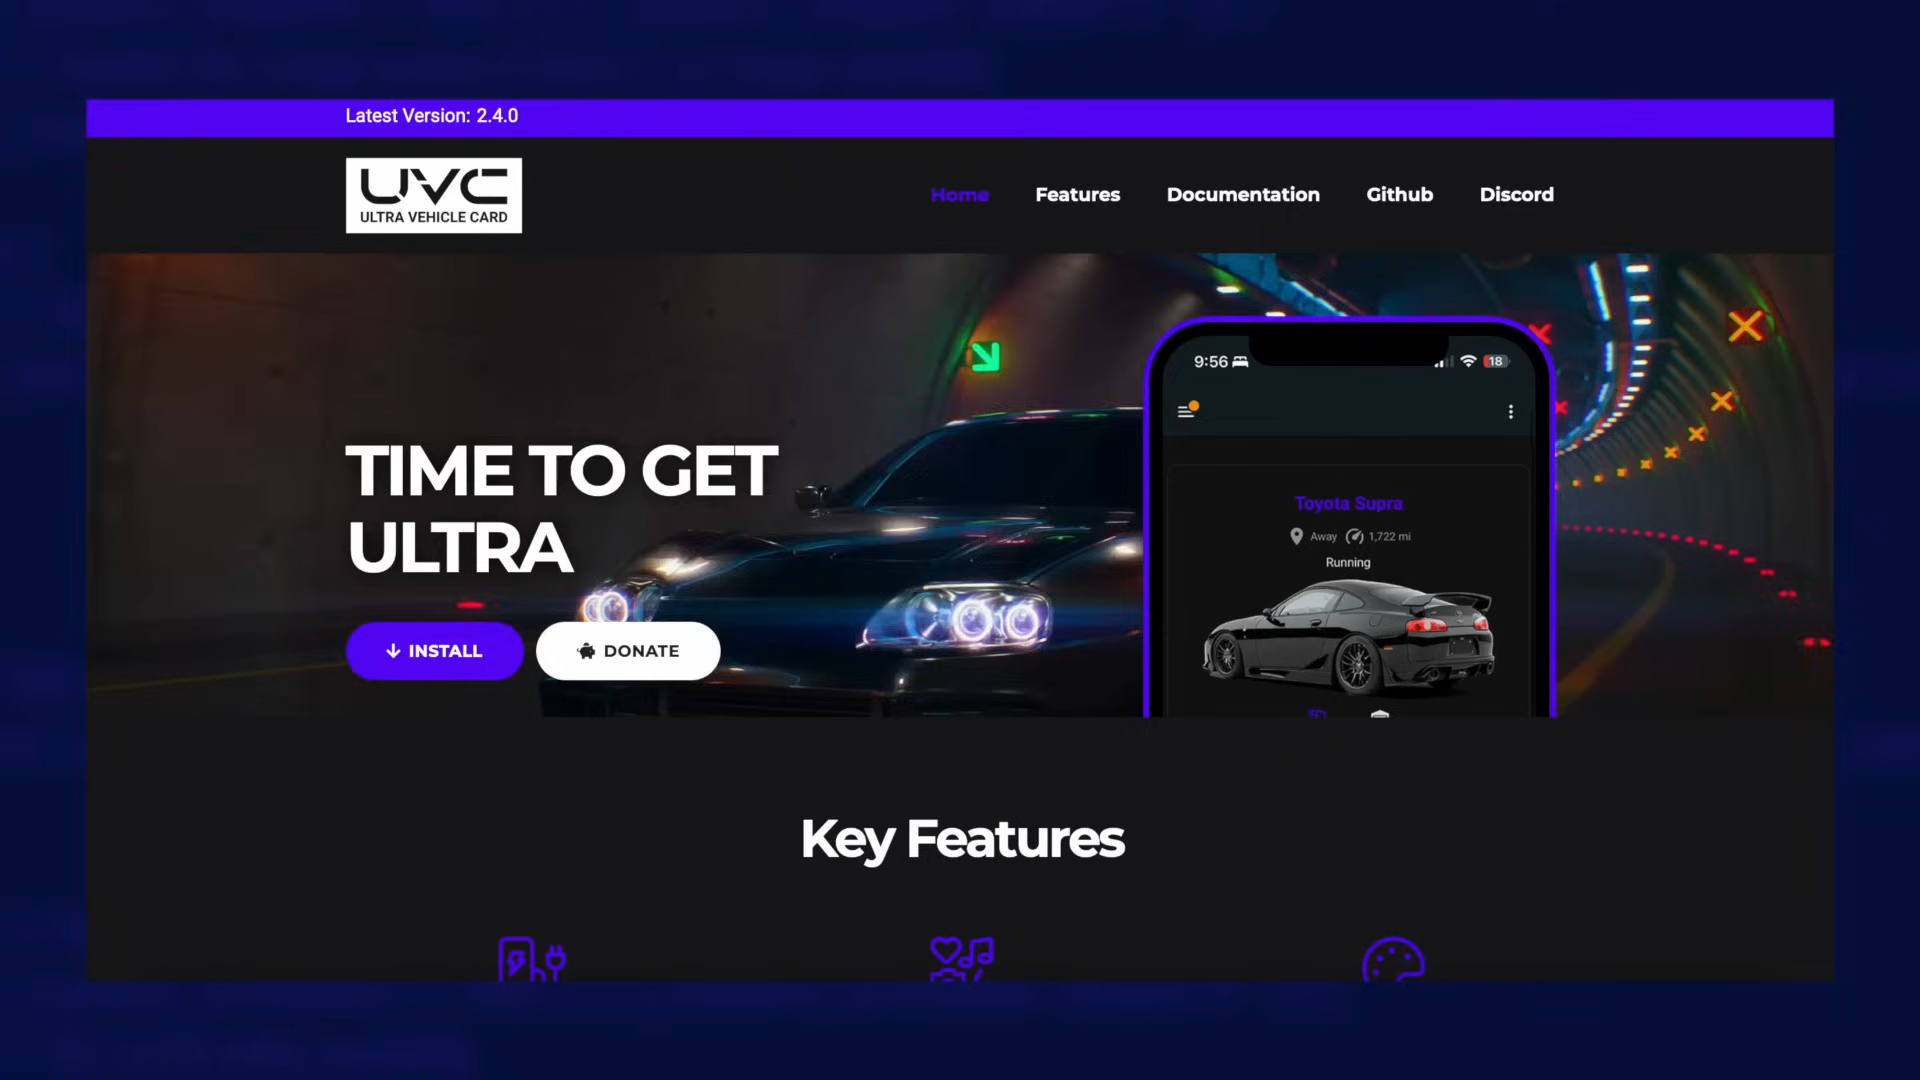 Latest Version: 2.4.0
UVC
ULTRA VEHICLE CARD
Home Features Documentation Github Discord
TIME TO GET
ULTRA
INSTALL DONATE
9:56 18
Toyota Supra
Away 1,722 mi
Running
Key Features